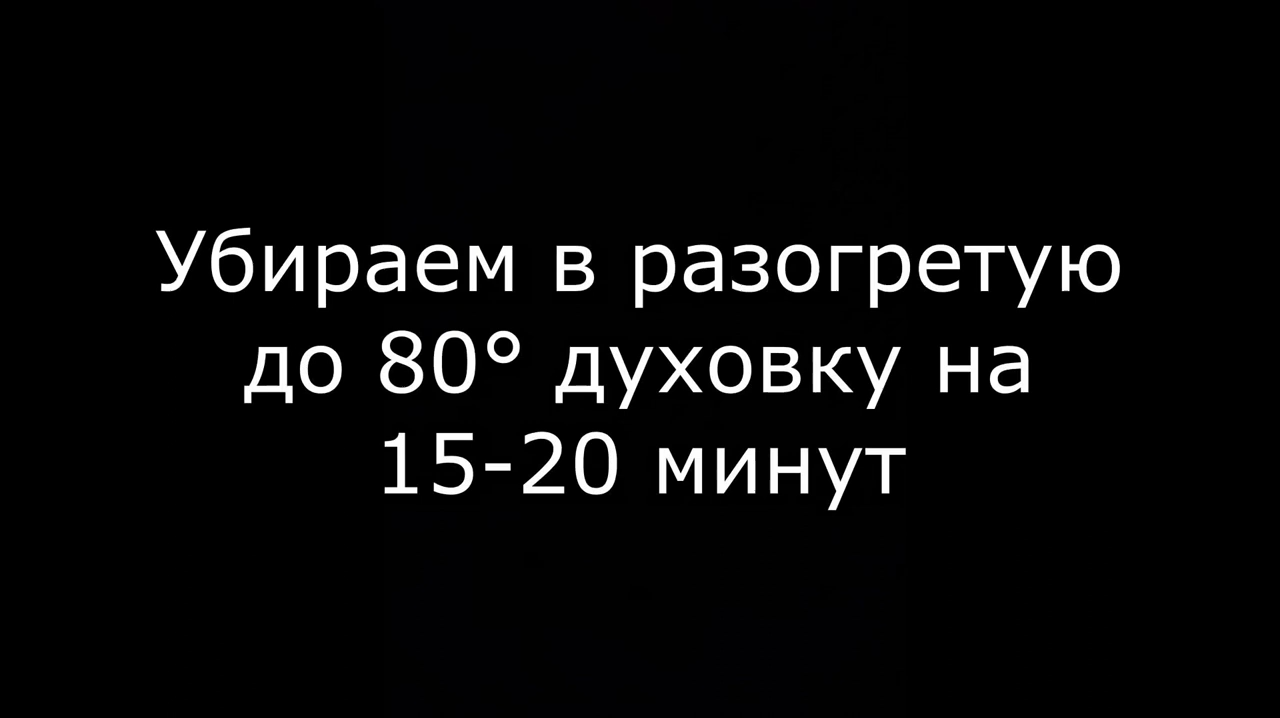 Убираем в разогретую
до 80° духовку на
15-20 минут